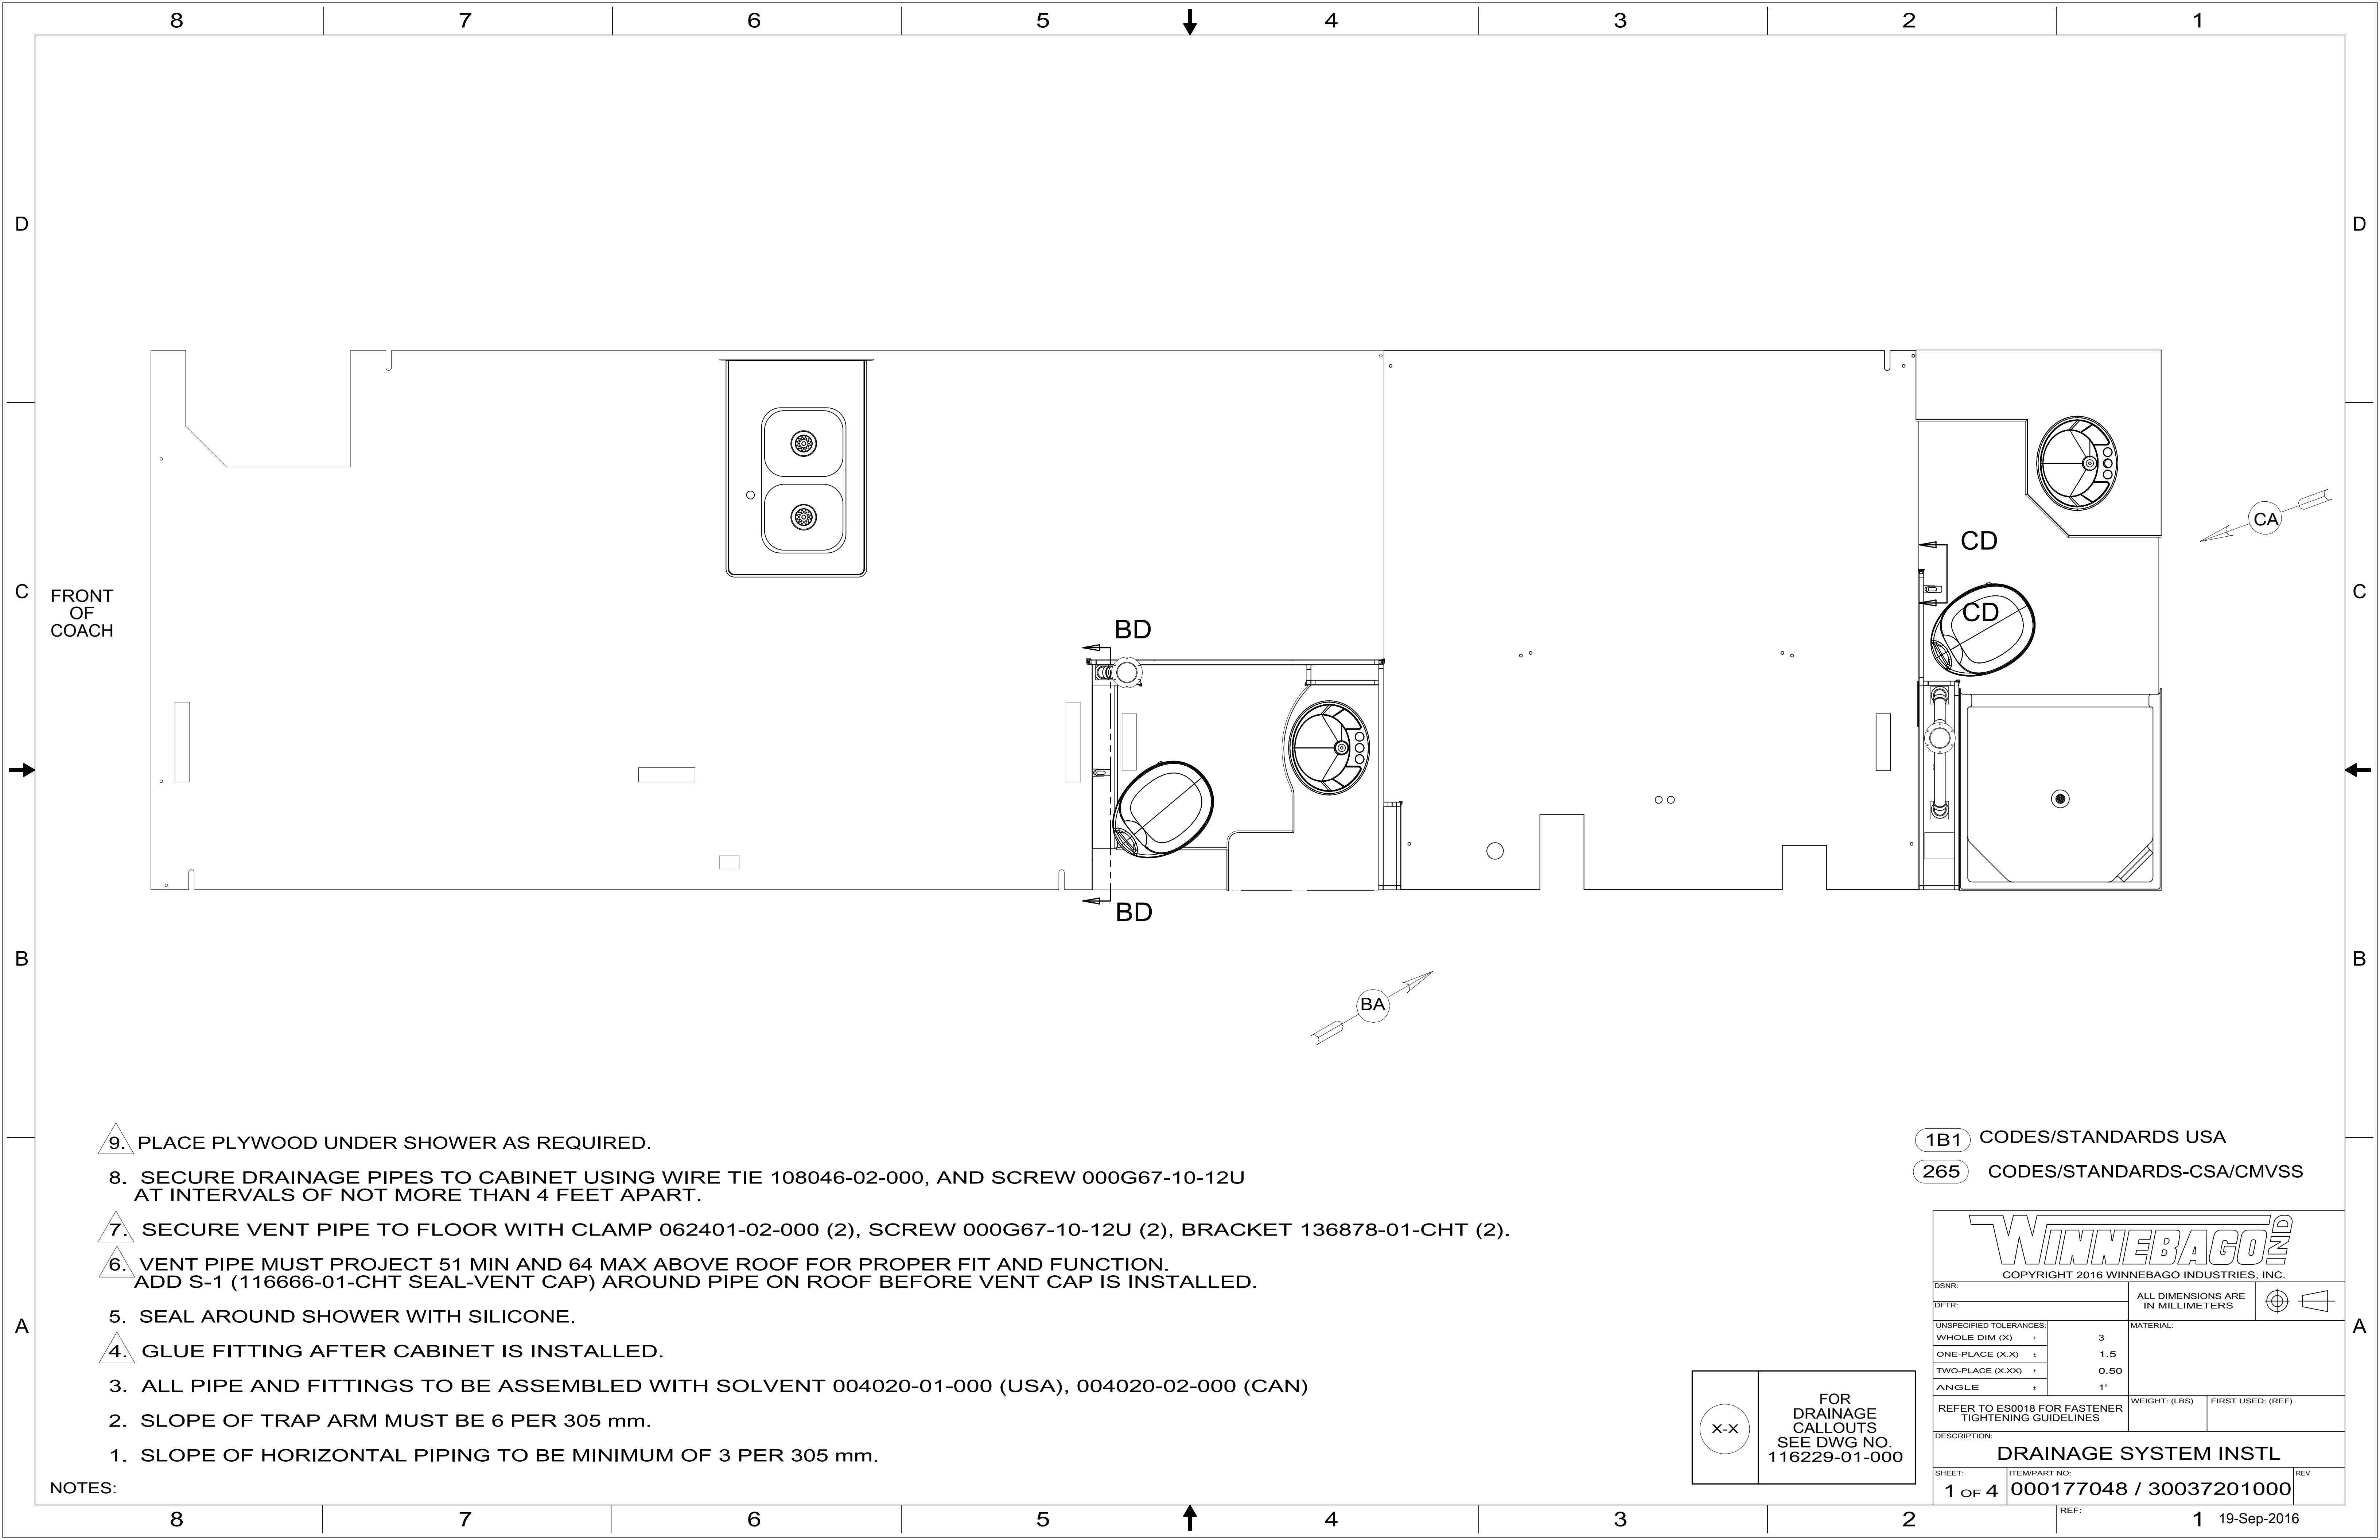 8 7 6 5 4 3 2 1
D D
FRONT
OF
COACH
C C
CA
CD
CD
BD
BD
B B
BA
9. PLACE PLYWOOD UNDER SHOWER AS REQUIRED.
8. SECURE DRAINAGE PIPES TO CABINET USING WIRE TIE 108046-02-000, AND SCREW 000G67-10-12U
AT INTERVALS OF NOT MORE THAN 4 FEET APART.
7. SECURE VENT PIPE TO FLOOR WITH CLAMP 062401-02-000 (2), SCREW 000G67-10-12U (2), BRACKET 136878-01-CHT (2).
6. VENT PIPE MUST PROJECT 51 MIN AND 64 MAX ABOVE ROOF FOR PROPER FIT AND FUNCTION.
ADD S-1 (116666-01-CHT SEAL-VENT CAP) AROUND PIPE ON ROOF BEFORE VENT CAP IS INSTALLED.
5. SEAL AROUND SHOWER WITH SILICONE.
4. GLUE FITTING AFTER CABINET IS INSTALLED.
3. ALL PIPE AND FITTINGS TO BE ASSEMBLED WITH SOLVENT 004020-01-000 (USA), 004020-02-000 (CAN)
2. SLOPE OF TRAP ARM MUST BE 6 PER 305 mm.
1. SLOPE OF HORIZONTAL PIPING TO BE MINIMUM OF 3 PER 305 mm.
NOTES:
A A
1B1 CODES/STANDARDS USA
265 CODES/STANDARDS-CSA/CMVSS
X-X
FOR
DRAINAGE
CALLOUTS
SEE DWG NO.
116229-01-000
WINNEBAGO IND
COPYRIGHT 2016 WINNEBAGO INDUSTRIES, INC.
DSNR:
DFTR:
ALL DIMENSIONS ARE
IN MILLIMETERS
UNSPECIFIED TOLERANCES:
WHOLE DIM (X) ± 3
ONE-PLACE (X.X) ± 1.5
TWO-PLACE (X.XX) ± 0.50
ANGLE ± 1°
MATERIAL:
REFER TO ES0018 FOR FASTENER
TIGHTENING GUIDELINES
WEIGHT: (LBS)
FIRST USED: (REF)
DESCRIPTION:
DRAINAGE SYSTEM INSTL
SHEET:
1 OF 4
ITEM/PART NO:
000177048 / 30037201000
REV
REF:
8 7 6 5 4 3 2 1
19-Sep-2016